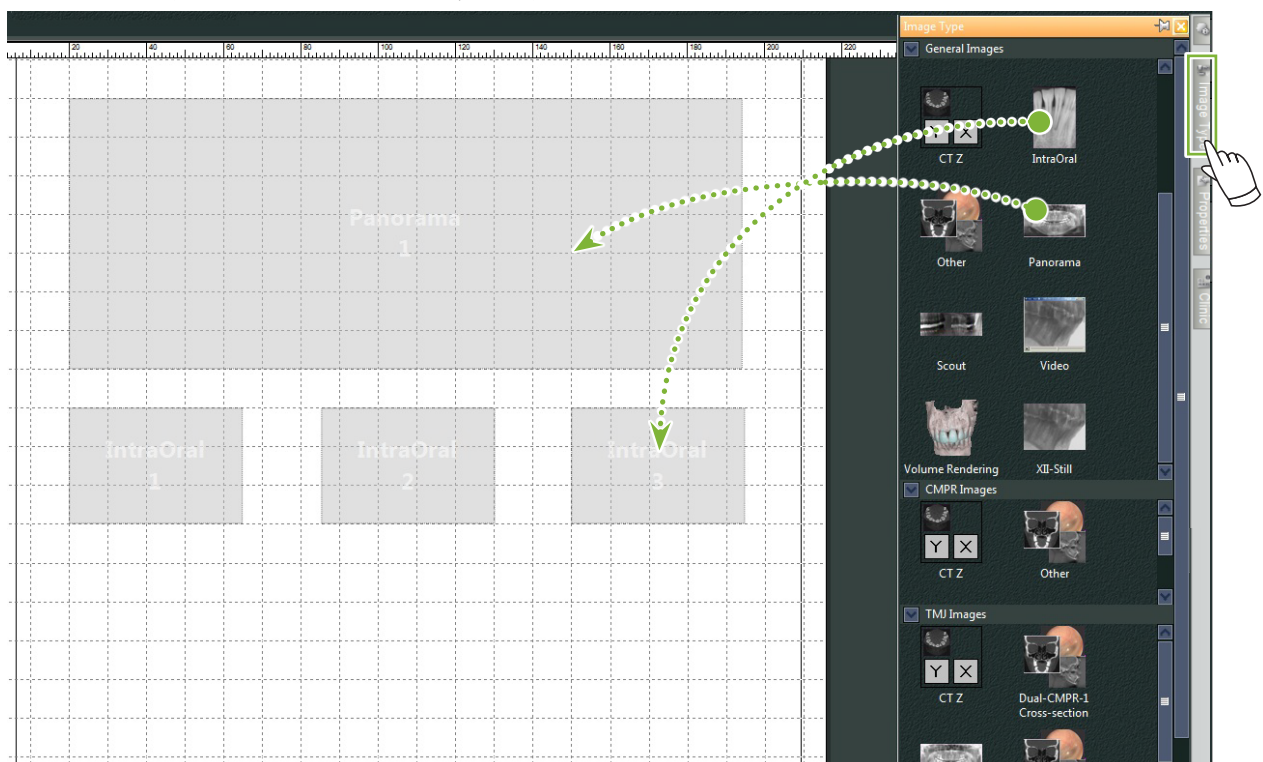 Image Type
20 40 60 80 100 120 140 160 180 200 220
General Images
Y X
CT Z
IntraOral
Other
Panorama
Scout
Video
Volume Rendering
XII-Still
CMPR Images
Y X
CT Z
Other
TMJ Images
Y X
CT Z
Dual-CMPR-1
Cross-section
Image Type
Properties
Clinic
Panorama
1
IntraOral
1
IntraOral
2
IntraOral
3